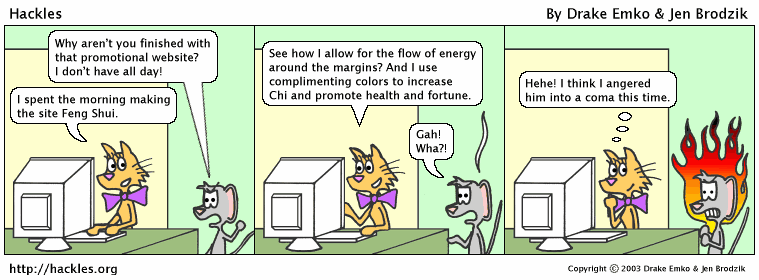 Hackles
By Drake Emko & Jen Brodzik
Why aren't you finished with
that promotional website?
I don't have all day!
I spent the morning making
the site Feng Shui.
See how I allow for the flow of energy
around the margins? And I use
complimenting colors to increase
Chi and promote health and fortune.
Gah!
Wha?!
Hehe! I think I angered
him into a coma this time.
http://hackles.org
Copyright © 2003 Drake Emko & Jen Brodzik